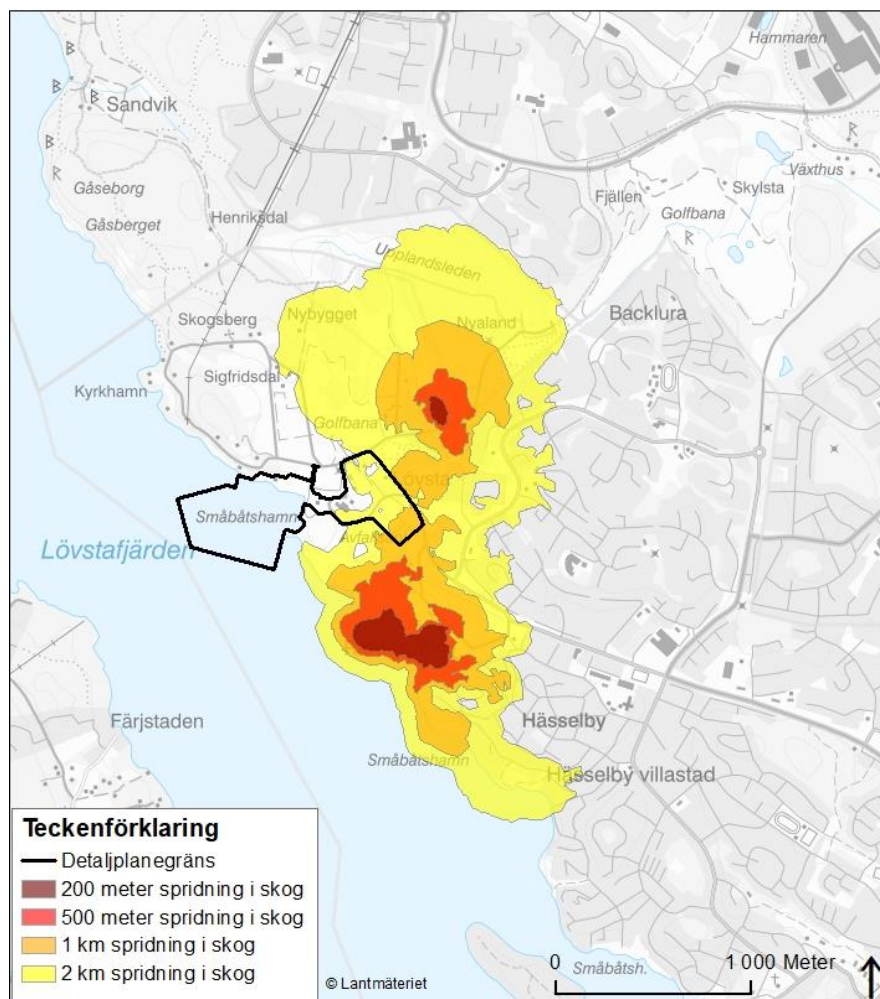 Hammaren
Sandvik
Växthus
Gåseborg
Fjällen
Skylsta
Gåsberget
Henriksdal
Golfbana
Upplandsleden
Nybygget
Backlura
Skogsberg
Nyaland
Sigfridsdal
Kyrkhamn
Golfbana
Lövsta
Småbåtshamn
Lövstafjärden
Färjstaden
Hässelby
Småbåtshamn
Hässelby villastad
Teckenförklaring
Detaljplanegräns
200 meter spridning i skog
500 meter spridning i skog
1 km spridning i skog
2 km spridning i skog
© Lantmäteriet
Småbåtsh.
0 1 000 Meter